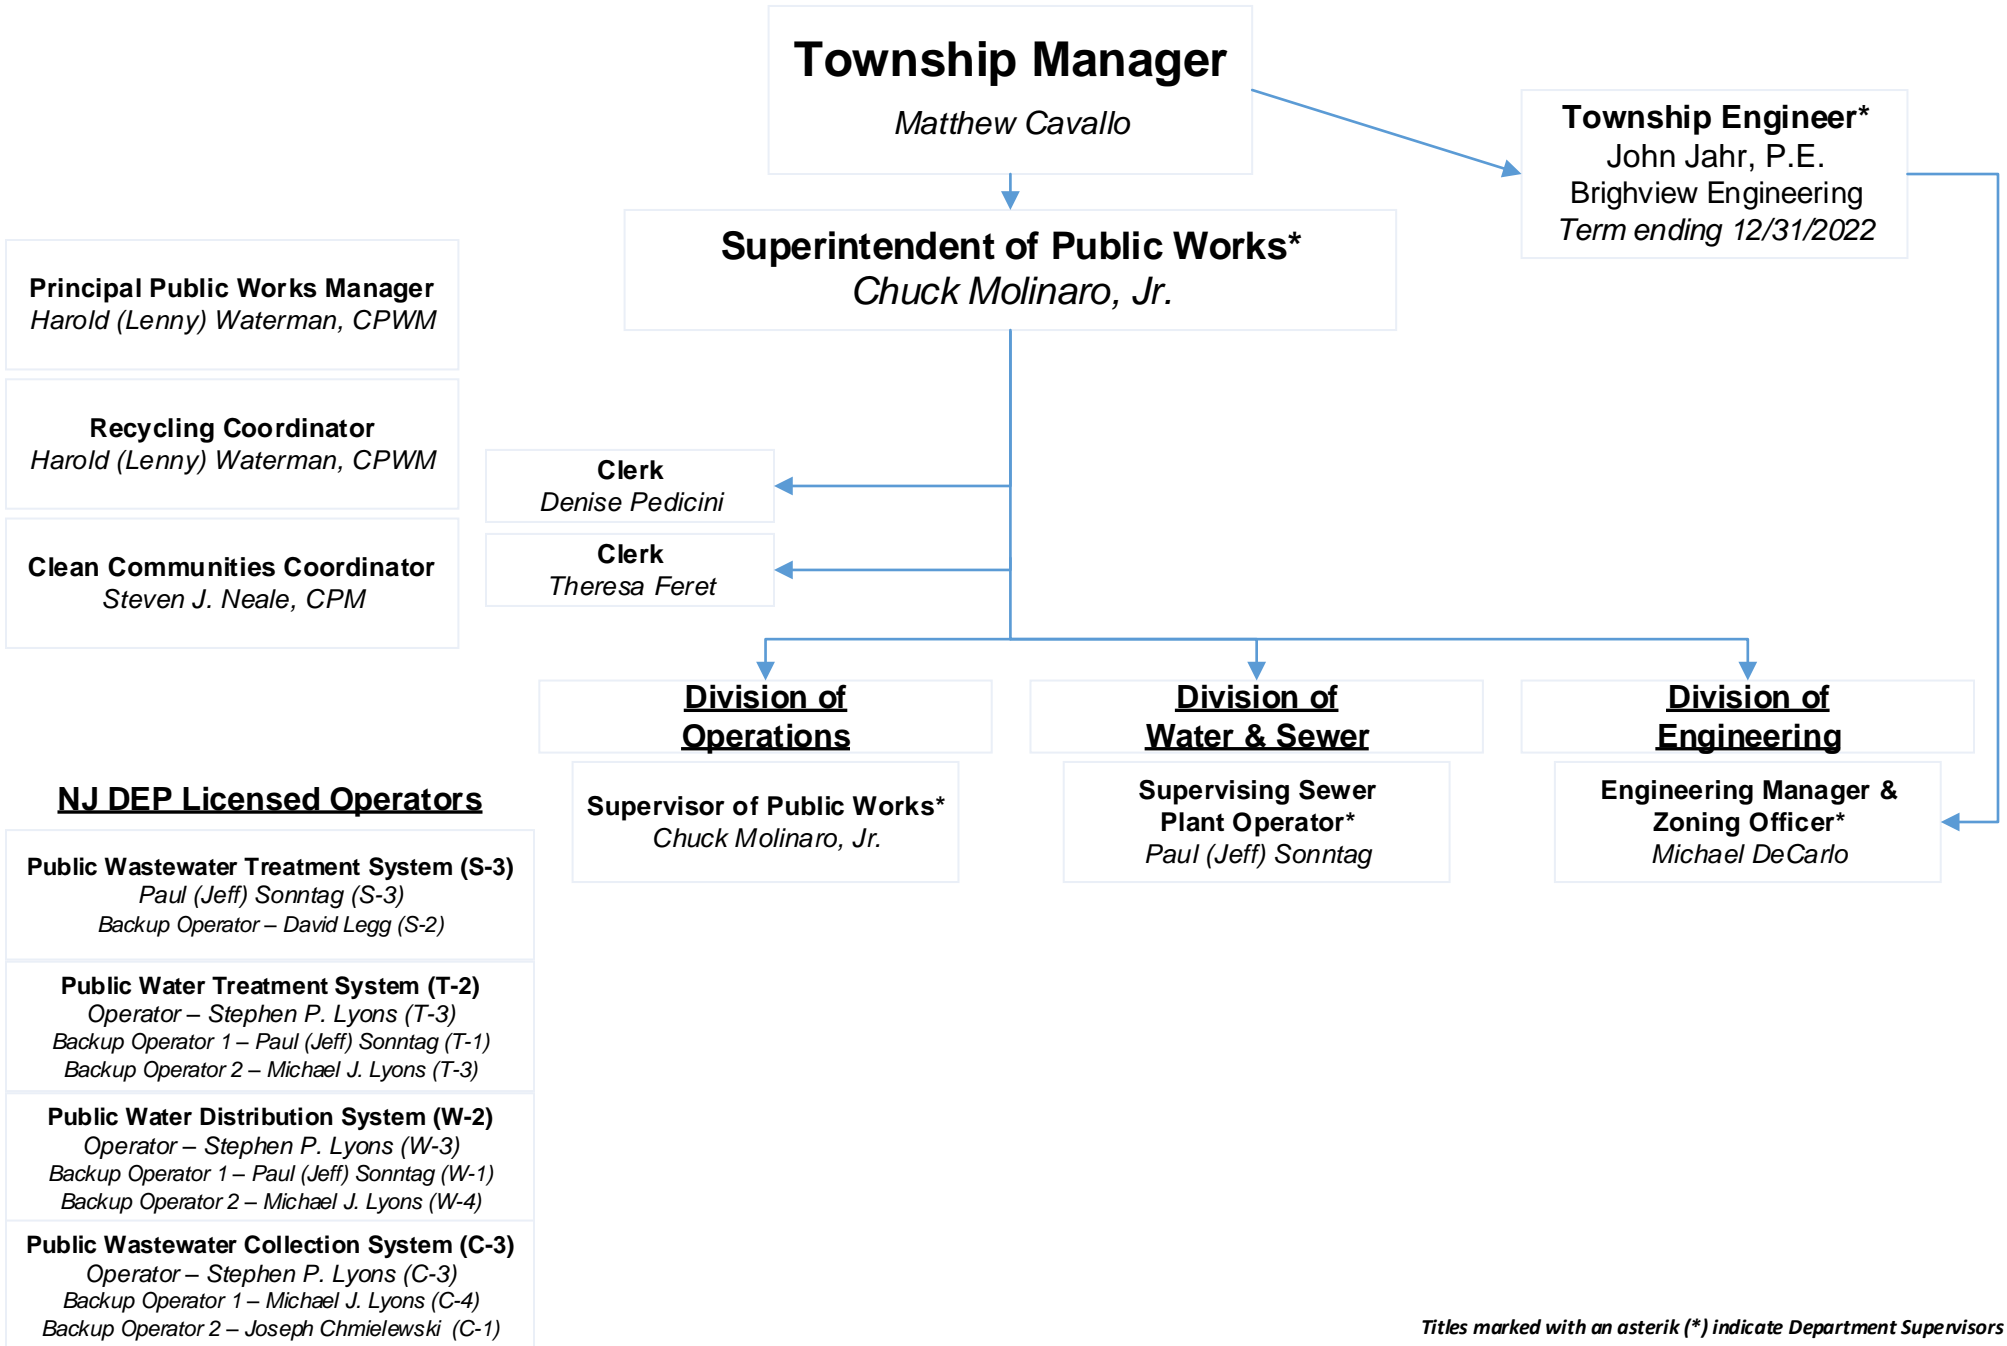 Township Manager
Matthew Cavallo
Township Engineer*
John Jahr, P.E.
Brighview Engineering
Term ending 12/31/2022
Superintendent of Public Works*
Chuck Molinaro, Jr.
Principal Public Works Manager
Harold (Lenny) Waterman, CPWM
Recycling Coordinator
Harold (Lenny) Waterman, CPWM
Clean Communities Coordinator
Steven J. Neale, CPM
Clerk
Denise Pedicini
Clerk
Theresa Feret
Division of
Operations
Supervisor of Public Works*
Chuck Molinaro, Jr.
Division of
Water & Sewer
Supervising Sewer
Plant Operator*
Paul (Jeff) Sonntag
Division of
Engineering
Engineering Manager &
Zoning Officer*
Michael DeCarlo
NJ DEP Licensed Operators
Public Wastewater Treatment System (S-3)
Paul (Jeff) Sonntag (S-3)
Backup Operator – David Legg (S-2)
Public Water Treatment System (T-2)
Operator – Stephen P. Lyons (T-3)
Backup Operator 1 – Paul (Jeff) Sonntag (T-1)
Backup Operator 2 – Michael J. Lyons (T-3)
Public Water Distribution System (W-2)
Operator – Stephen P. Lyons (W-3)
Backup Operator 1 – Paul (Jeff) Sonntag (W-1)
Backup Operator 2 – Michael J. Lyons (W-4)
Public Wastewater Collection System (C-3)
Operator – Stephen P. Lyons (C-3)
Backup Operator 1 – Michael J. Lyons (C-4)
Backup Operator 2 – Joseph Chmielewski (C-1)
Titles marked with an asterik (*) indicate Department Supervisors